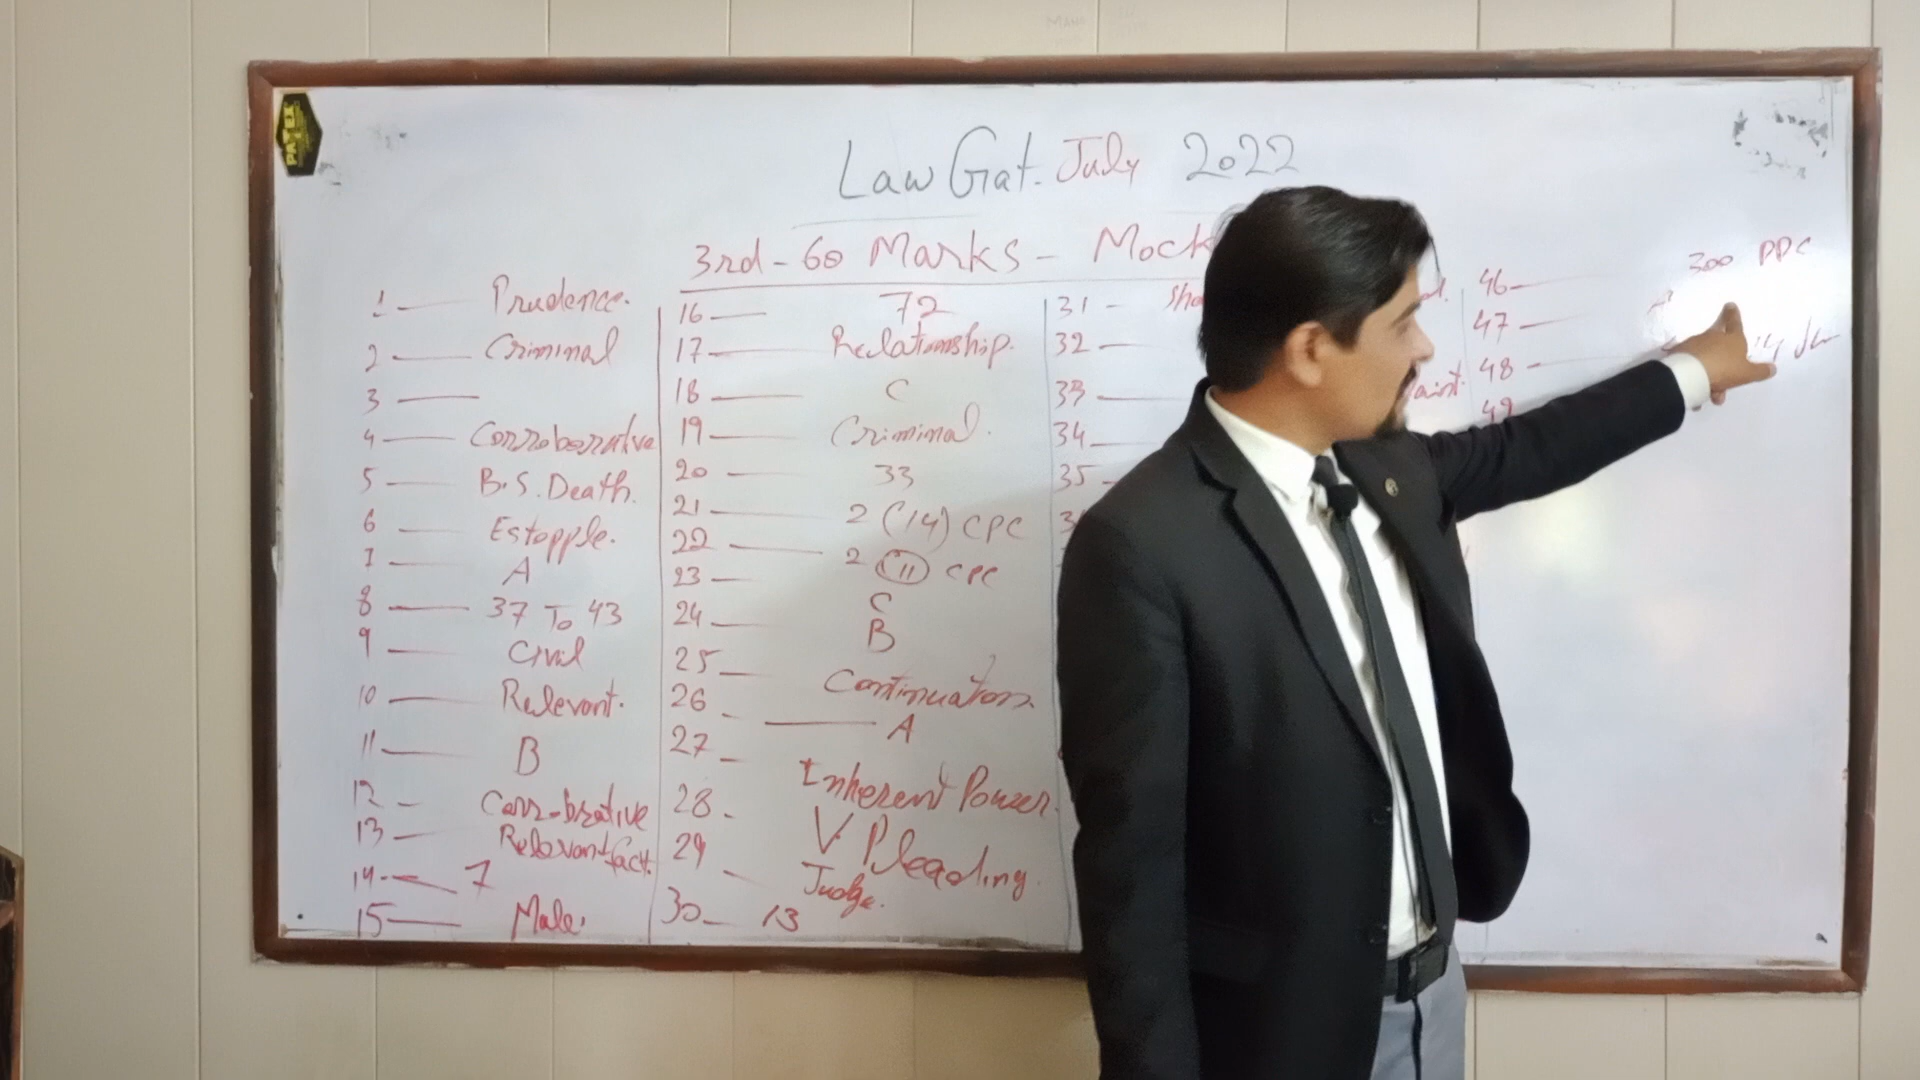 PATEX
Law Gat. July 2022
3rd - 60 Marks - Mock
1 — Prudence.
2 — Criminal
3 —
4 — Corroborative
5 — B.S. Death.
6 — Estopple.
7 — A
8 — 37 To 43
9 — Civil
10 — Relevant.
11 — B
12 — Corr-brative
13 — Relevant fact.
14 — 7
15 — Male.
16 — 72
17 — Relationship.
18 — C
19 — Criminal.
20 — 33
21 — 2 (14) CPC
22 — 2 (11) CPC
23 — C
24 — B
25 — Continuation
26 — A
27 — Inherent Power.
28 - V Pleading.
29 — Judge.
30 — 13
31 -
32 —
33 —
34 —
35 —
46 —
47 —
48 —
49
300 PPC